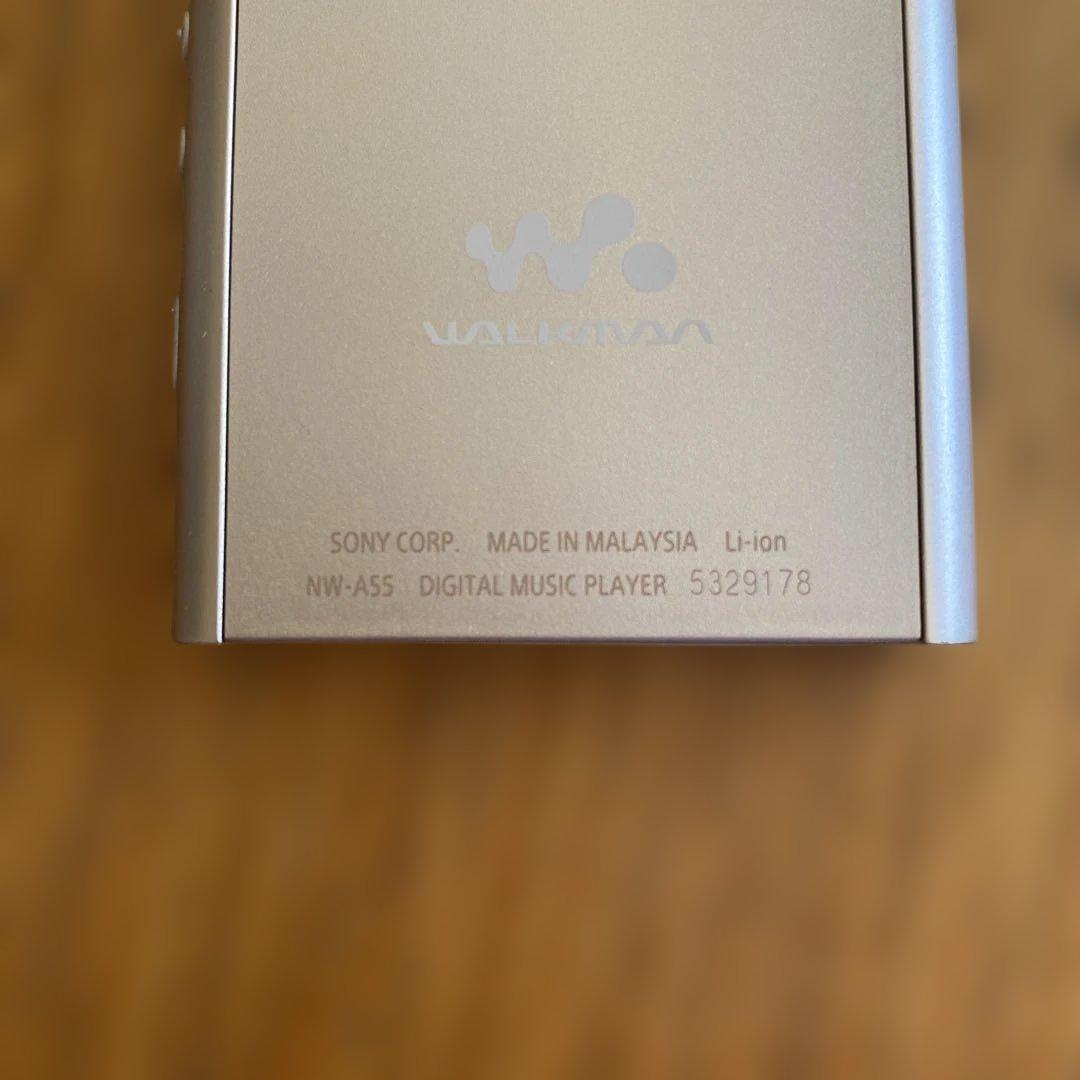 WALKMAN
SONY CORP. MADE IN MALAYSIA Li-ion
NW-A55 DIGITAL MUSIC PLAYER 5329178